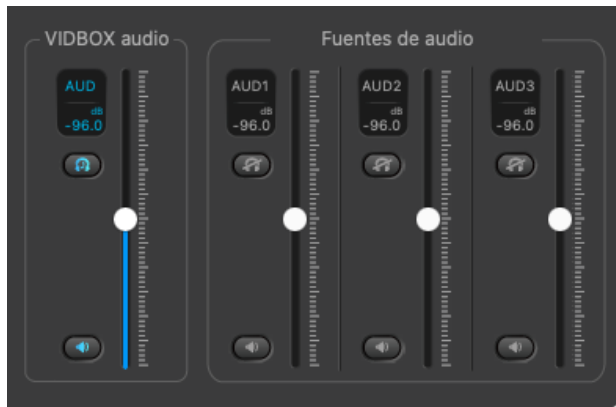 VIDBOX audio
AUD
dB
-96.0
Fuentes de audio
AUD1
dB
-96.0
AUD2
dB
-96.0
AUD3
dB
-96.0